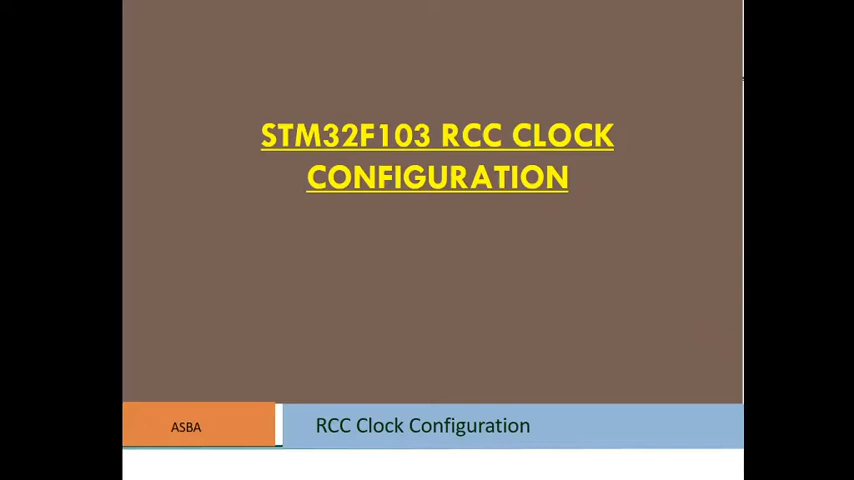 STM32F103 RCC CLOCK
CONFIGURATION
ASBA
RCC Clock Configuration